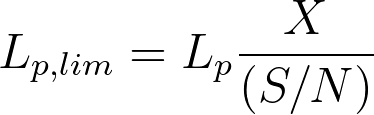 L_{p,lim} = L_p \frac{X}{(S/N)}